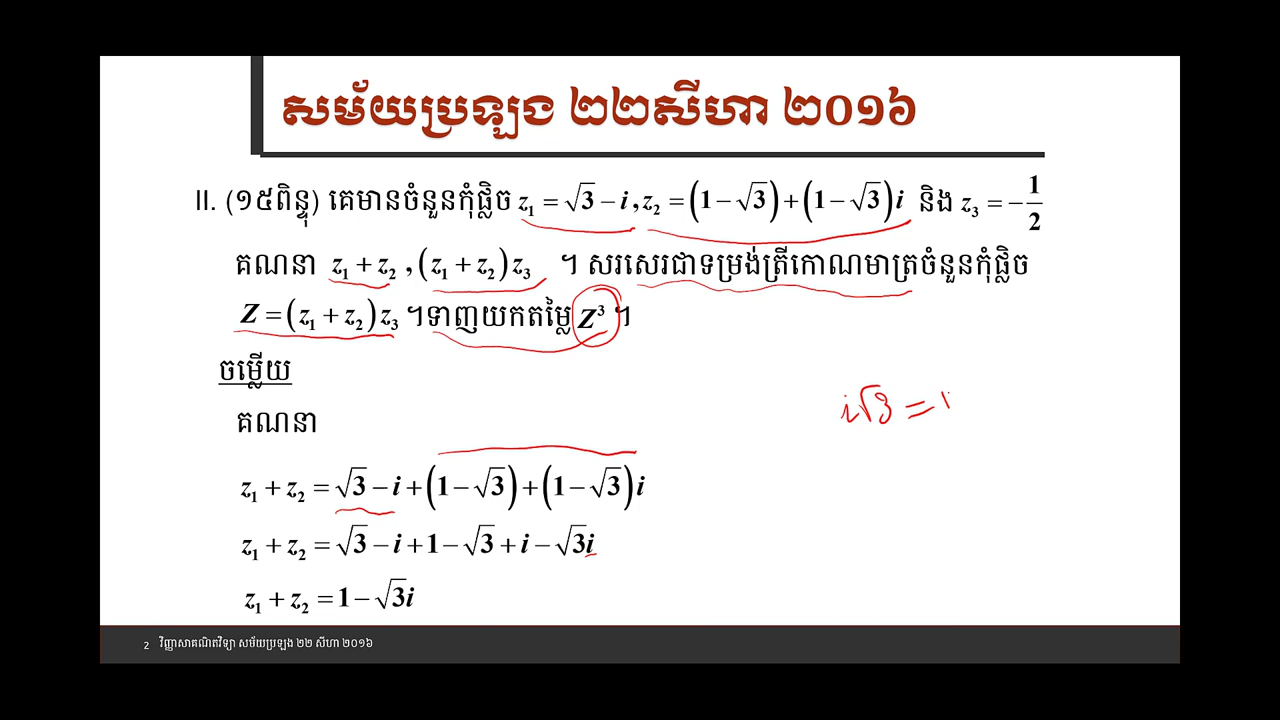 សម័យប្រឡង ២២សីហា ២០១៦
II. (១៥ពិន្ទុ) គេមានចំនួនកុំផ្លិច z₁ = √3 − i, z₂ = (1 − √3) + (1 − √3)i និង z₃ = −1/2
គណនា z₁ + z₂ , (z₁ + z₂)z₃ ។ សរសេរជាទម្រង់ត្រីកោណមាត្រចំនួនកុំផ្លិច
Z = (z₁ + z₂)z₃ ។ទាញយកតម្លៃ Z³ ។
ចម្លើយ
គណនា
i√3 =
z₁ + z₂ = √3 − i + (1 − √3) + (1 − √3)i
z₁ + z₂ = √3 − i + 1 − √3 + i − √3i
z₁ + z₂ = 1 − √3i
2 វិញ្ញាសាគណិតវិទ្យា សម័យប្រឡង ២២ សីហា ២០១៦